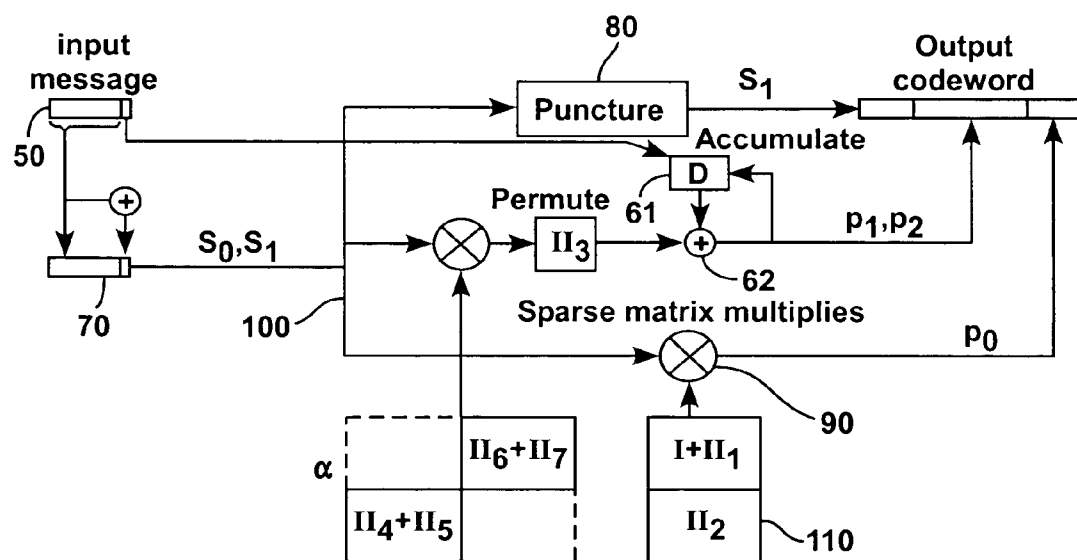 input
message
80
Output
codeword
Puncture
S1
50
Accumulate
D
61
+
Permute
II3
+
62
p1,p2
S0,S1
70
100
Sparse matrix multiplies
p0
90
α
II6+II7
II4+II5
I+II1
II2
110